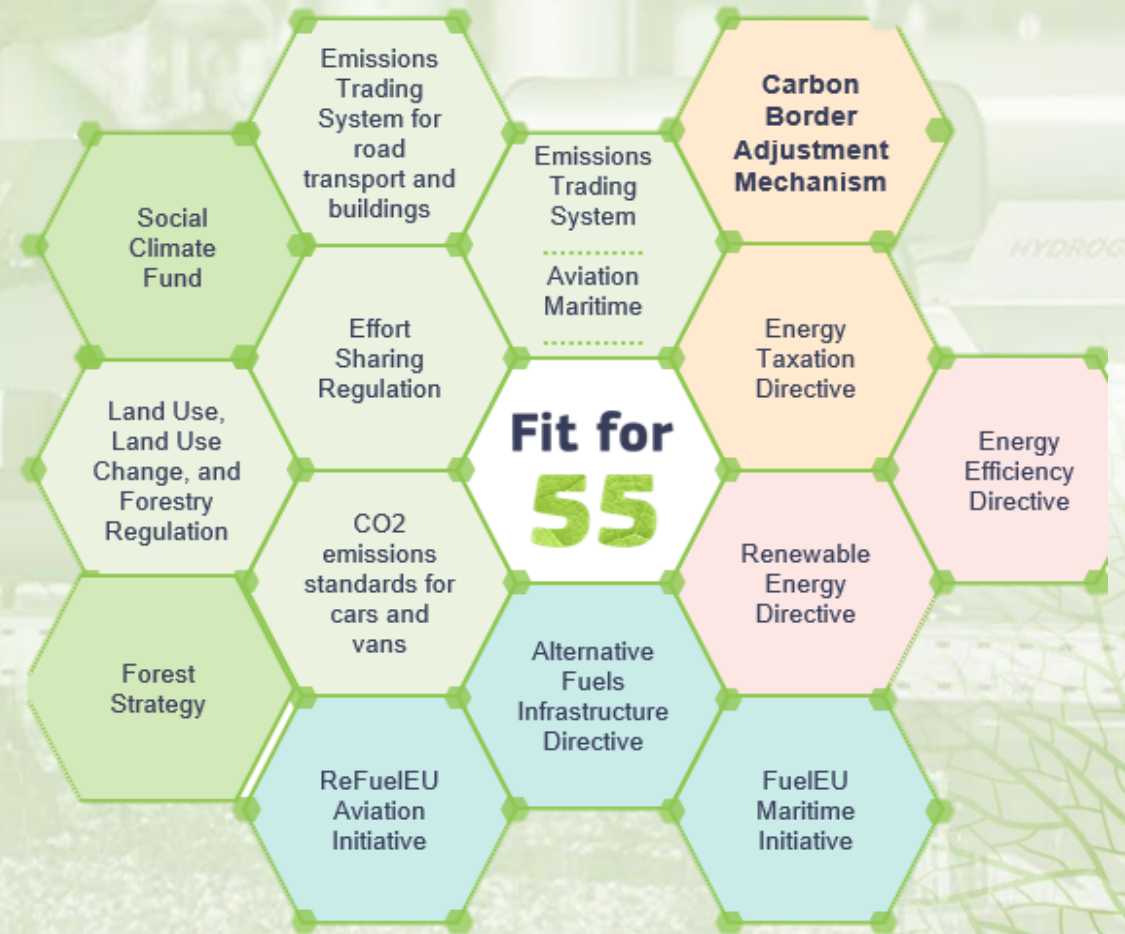 Emissions
Trading
System for
road
transport and
buildings
Carbon
Border
Adjustment
Mechanism
Emissions
Trading
System
Aviation
Maritime
Social
Climate
Fund
Effort
Sharing
Regulation
Energy
Taxation
Directive
Land Use,
Land Use
Change, and
Forestry
Regulation
Fit for
55
Energy
Efficiency
Directive
CO2
emissions
standards for
cars and
vans
Renewable
Energy
Directive
Forest
Strategy
Alternative
Fuels
Infrastructure
Directive
ReFuelEU
Aviation
Initiative
FuelEU
Maritime
Initiative